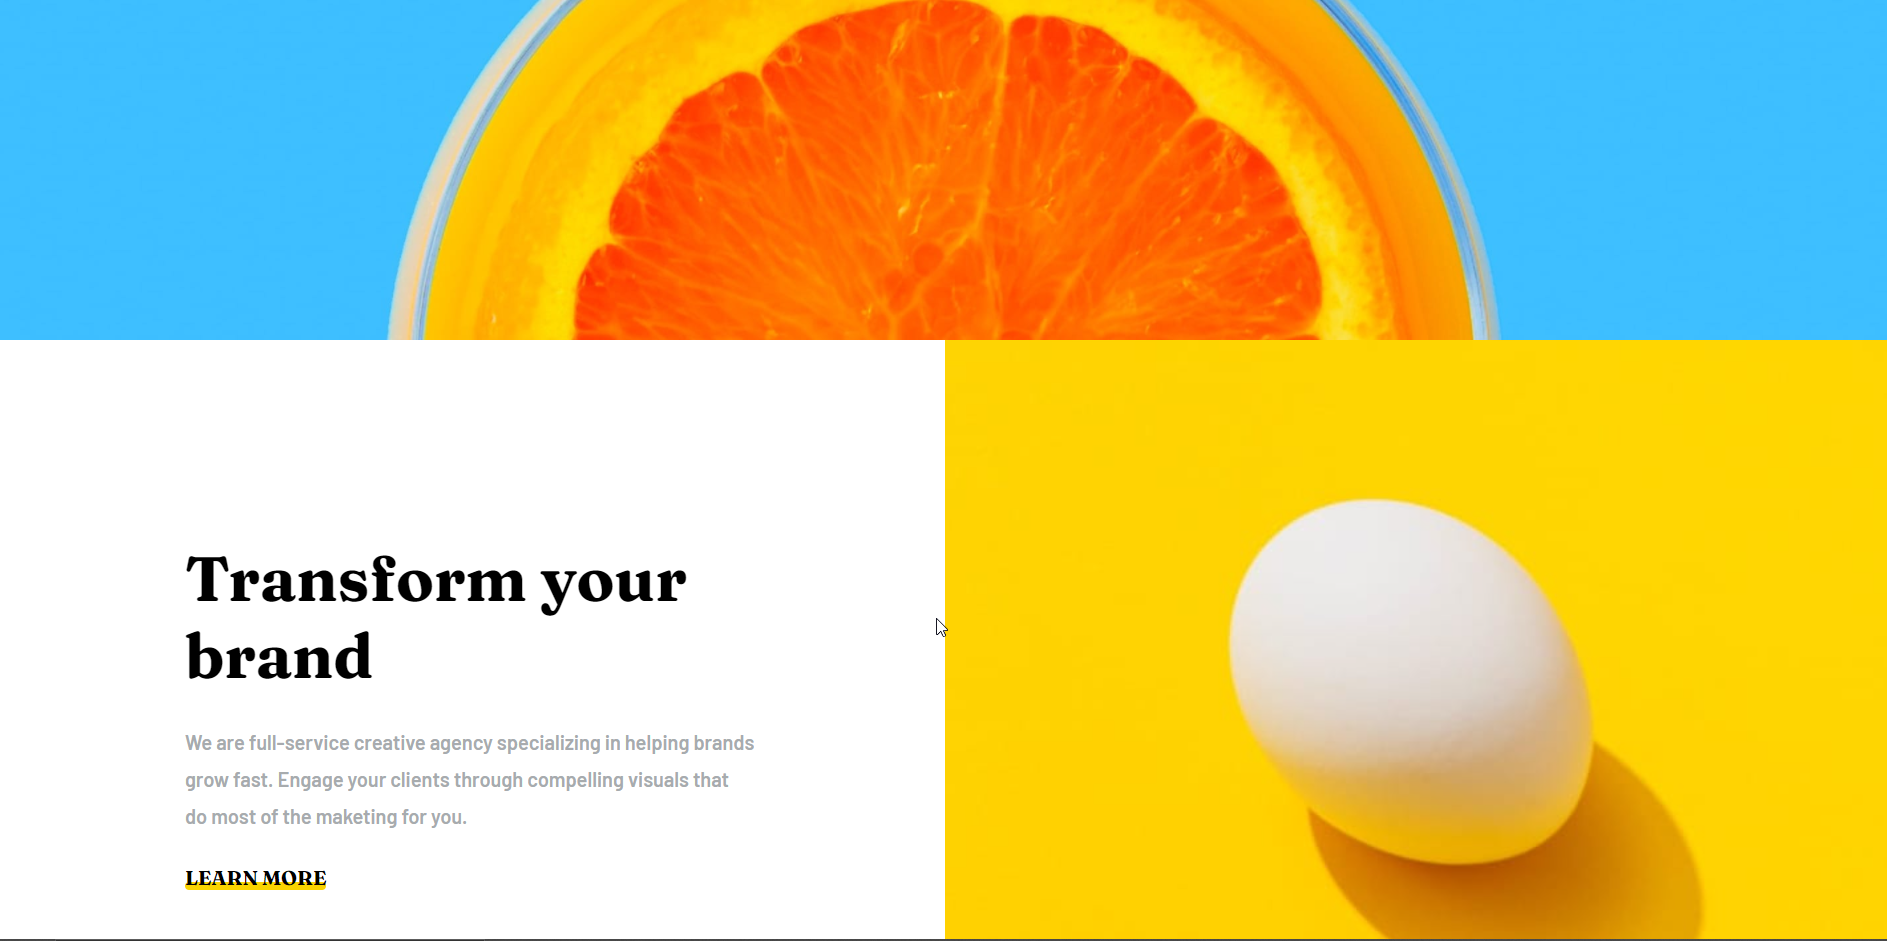 Transform your
brand
We are full-service creative agency specializing in helping brands
grow fast. Engage your clients through compelling visuals that
do most of the maketing for you.
LEARN MORE